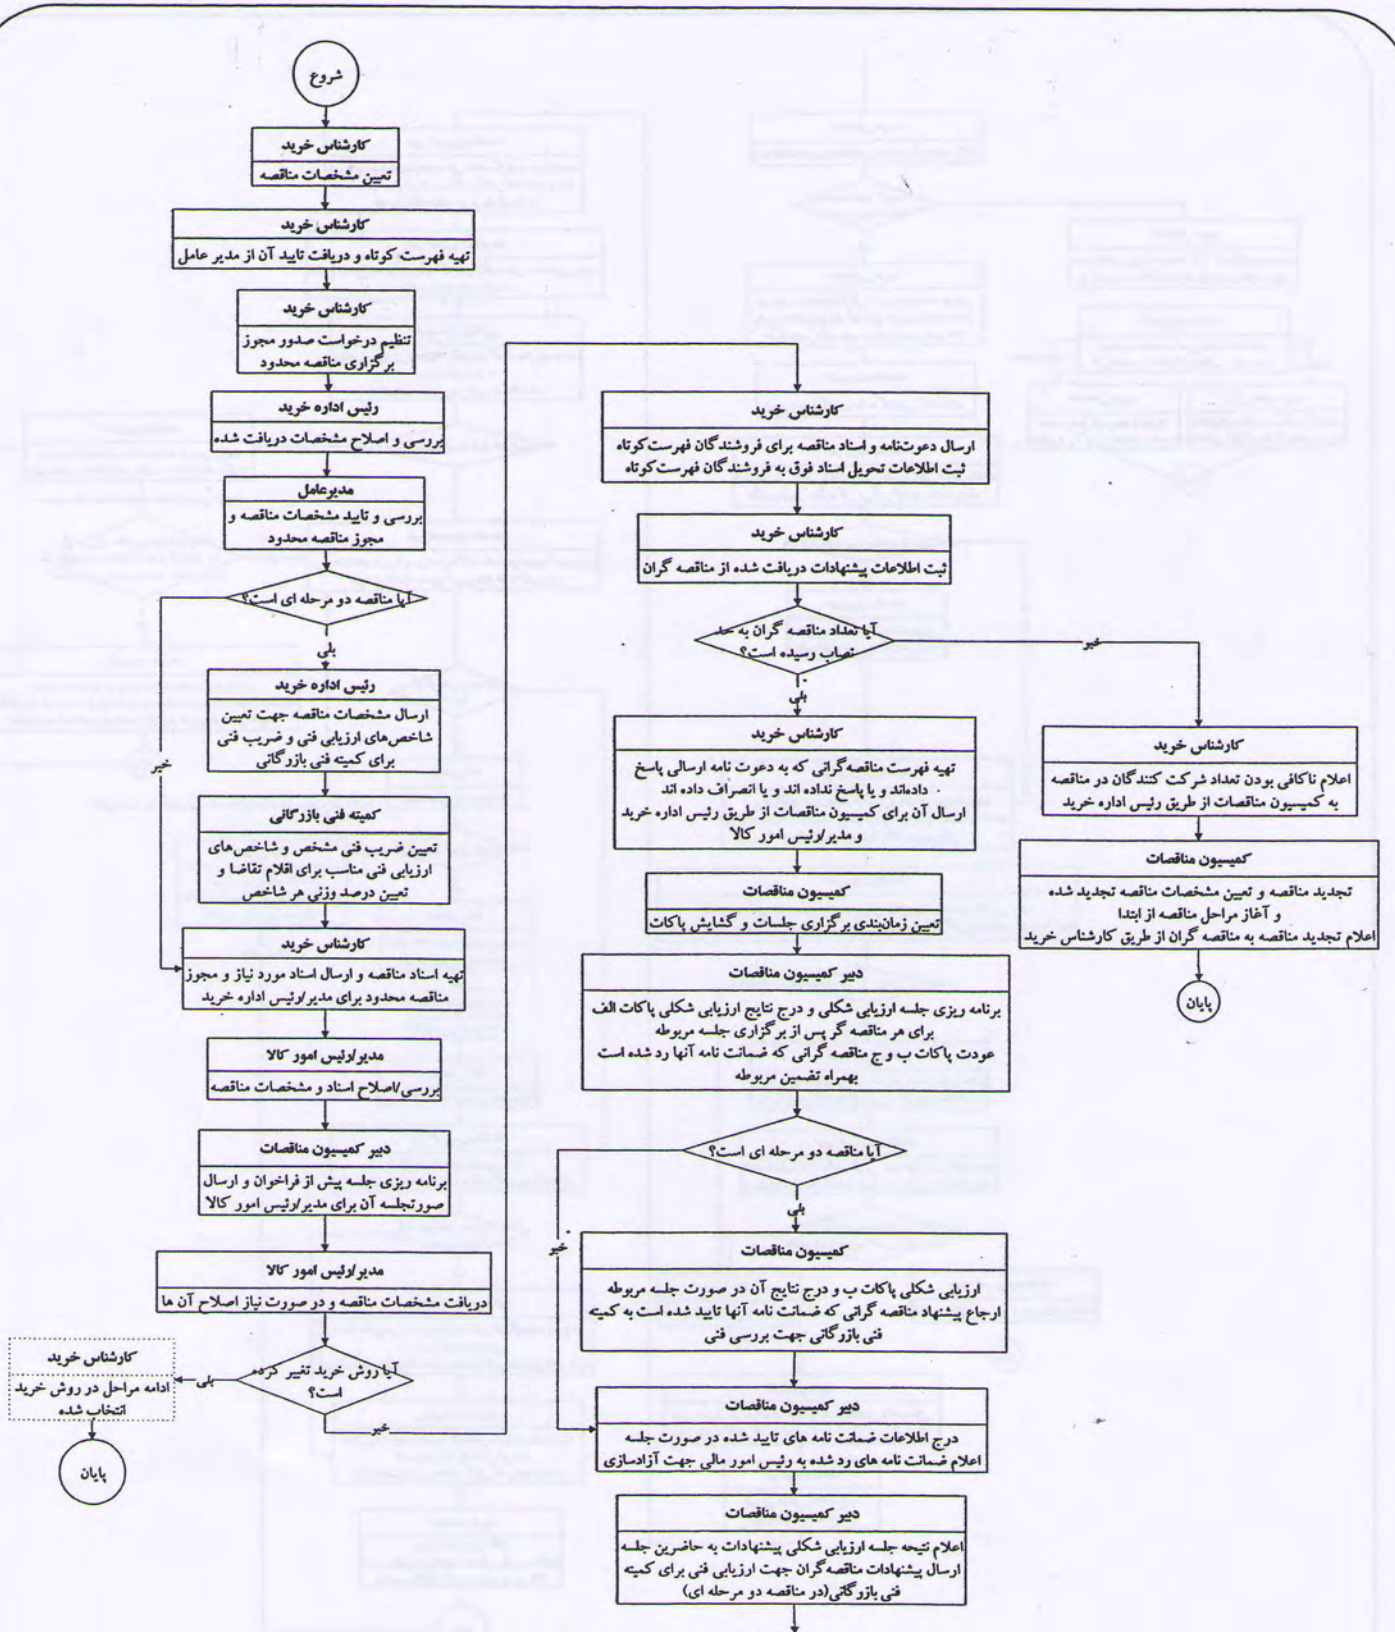 شروع
کارشناس خرید
تعیین مشخصات مناقصه
کارشناس خرید
تهیه فهرست کوتاه و دریافت تایید آن از مدیر عامل
کارشناس خرید
تنظیم درخواست صدور مجوز
برگزاری مناقصه محدود
رئیس اداره خرید
بررسی و اصلاح مشخصات دریافت شده
مدیرعامل
بررسی و تایید مشخصات مناقصه و
مجوز مناقصه محدود
آیا مناقصه دو مرحله ای است؟
بلی
خیر
رئیس اداره خرید
ارسال مشخصات مناقصه جهت تعیین
شاخص‌های ارزیابی فنی و ضریب فنی
برای کمیته فنی بازرگانی
کمیته فنی بازرگانی
تعیین ضریب فنی مشخص و شاخص‌های
ارزیابی فنی مناسب برای اقلام تقاضا و
تعیین درصد وزنی هر شاخص
کارشناس خرید
تهیه اسناد مناقصه و ارسال اسناد مورد نیاز و مجوز
مناقصه محدود برای مدیر/رئیس اداره خرید
مدیر/رئیس امور کالا
بررسی/اصلاح اسناد و مشخصات مناقصه
دبیر کمیسیون مناقصات
برنامه ریزی جلسه پیش از فراخوان و ارسال
صورتجلسه آن برای مدیر/رئیس امور کالا
مدیر/رئیس امور کالا
دریافت مشخصات مناقصه و در صورت نیاز اصلاح آن ها
آیا روش خرید تغییر کرده
است؟
بلی
خیر
کارشناس خرید
ادامه مراحل در روش خرید
انتخاب شده
پایان
کارشناس خرید
ارسال دعوت‌نامه و اسناد مناقصه برای فروشندگان فهرست کوتاه
ثبت اطلاعات تحویل اسناد فوق به فروشندگان فهرست کوتاه
کارشناس خرید
ثبت اطلاعات پیشنهادات دریافت شده از مناقصه گران
آیا تعداد مناقصه گران به حد
نصاب رسیده است؟
خیر
بلی
کارشناس خرید
تهیه فهرست مناقصه‌گرانی که به دعوت نامه ارسالی پاسخ
داده‌اند و یا پاسخ نداده اند و یا انصراف داده اند
ارسال آن برای کمیسیون مناقصات از طریق رئیس اداره خرید
و مدیر/رئیس امور کالا
کارشناس خرید
اعلام ناکافی بودن تعداد شرکت کنندگان در مناقصه
به کمیسیون مناقصات از طریق رئیس اداره خرید
کمیسیون مناقصات
تجدید مناقصه و تعیین مشخصات مناقصه تجدید شده
و آغاز مراحل مناقصه از ابتدا
اعلام تجدید مناقصه به مناقصه گران از طریق کارشناس خرید
پایان
کمیسیون مناقصات
تعیین زمان‌بندی برگزاری جلسات و گشایش پاکات
دبیر کمیسیون مناقصات
برنامه ریزی جلسه ارزیابی شکلی و درج نتایج ارزیابی شکلی پاکات الف
برای هر مناقصه گر پس از برگزاری جلسه مربوطه
عودت پاکات ب و ج مناقصه گرانی که ضمانت نامه آنها رد شده است
بهمراه تضمین مربوطه
آیا مناقصه دو مرحله ای است؟
بلی
خیر
کمیسیون مناقصات
ارزیابی شکلی پاکات ب و درج نتایج آن در صورت جلسه مربوطه
ارجاع پیشنهاد مناقصه گرانی که ضمانت نامه آنها تایید شده است به کمیته
فنی بازرگانی جهت بررسی فنی
دبیر کمیسیون مناقصات
درج اطلاعات ضمانت نامه های تایید شده در صورت جلسه
اعلام ضمانت نامه های رد شده به رئیس امور مالی جهت آزادسازی
دبیر کمیسیون مناقصات
اعلام نتیجه جلسه ارزیابی شکلی پیشنهادات به حاضرین جلسه
ارسال پیشنهادات مناقصه‌گران جهت ارزیابی فنی برای کمیته
فنی بازرگانی(در مناقصه دو مرحله ای)